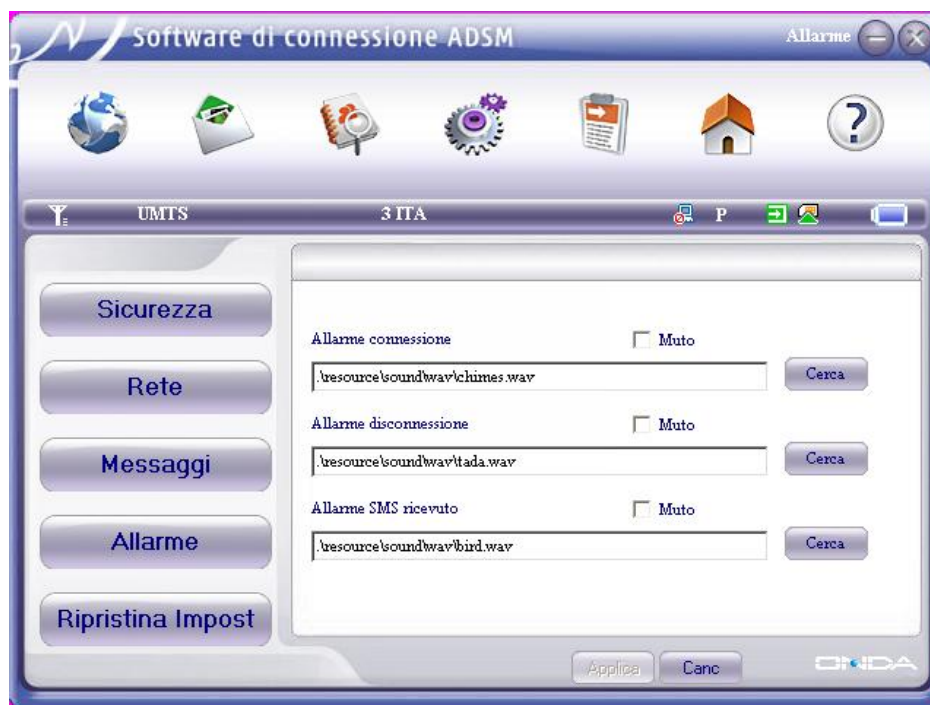 Software di connessione ADSM
Allarme
?
UMTS
3 ITA
P
Sicurezza
Rete
Messaggi
Allarme
Ripristina Impost
Allarme connessione
Muto
.\resource\sound\wav\chimes.wav
Cerca
Allarme disconnessione
Muto
.\resource\sound\wav\tada.wav
Cerca
Allarme SMS ricevuto
Muto
.\resource\sound\wav\bird.wav
Cerca
Applica
Canc
ONDA